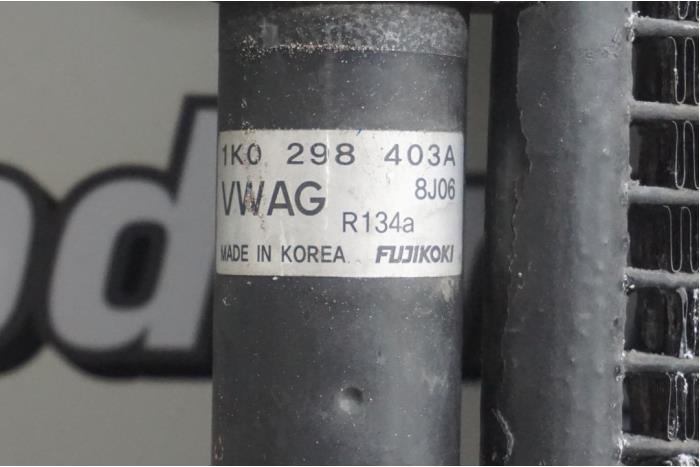 1K0 298 403A
VWAG 8J06
R134a
MADE IN KOREA FUJIKOKI